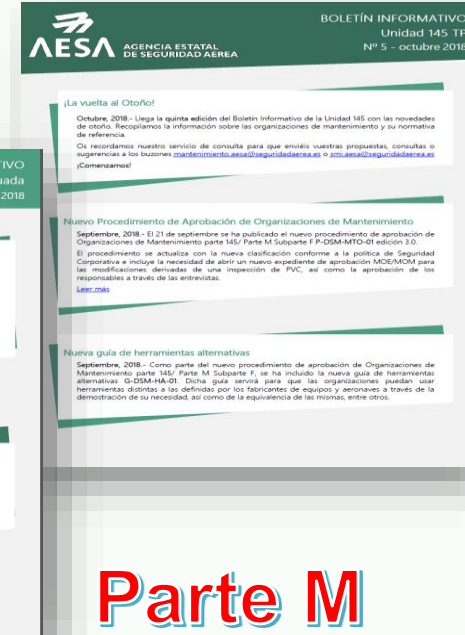 AESA AGENCIA ESTATAL
DE SEGURIDAD AÉREA
BOLETÍN INFORMATIVO
Unidad 145 TP
Nº 5 - octubre 2018
¡La vuelta al Otoño!
Octubre, 2018.- Llega la quinta edición del Boletín Informativo de la Unidad 145 con las novedades
de otoño. Recopilamos la información sobre las organizaciones de mantenimiento y su normativa
de referencia.
Os recordamos nuestro servicio de consulta para que enviéis vuestras propuestas, consultas o
sugerencias a los buzones mantenimiento.aesa@seguridadaerea.es o smi.aesa@seguridadaerea.es
¡Comenzamos!
TIVO
uada
2018
Nuevo Procedimiento de Aprobación de Organizaciones de Mantenimiento
Septiembre, 2018.- El 21 de septiembre se ha publicado el nuevo procedimiento de aprobación de
Organizaciones de Mantenimiento parte 145/ Parte M Subparte F P-DSM-MTO-01 edición 3.0.
El procedimiento se actualiza con la nueva clasificación conforme a la política de Seguridad
Corporativa e incluye la necesidad de abrir un nuevo expediente de aprobación MOE/MOM para
las modificaciones derivadas de una inspección de PVC, así como la aprobación de los
responsables a través de las entrevistas.
Leer más
Nueva guía de herramientas alternativas
Septiembre, 2018.- Como parte del nuevo procedimiento de aprobación de Organizaciones de
Mantenimiento parte 145/ Parte M Subparte F, se ha incluido la nueva guía de herramientas
alternativas G-DSM-HA-01. Dicha guía servirá para que las organizaciones puedan usar
herramientas distintas a las definidas por los fabricantes de equipos y aeronaves a través de la
demostración de su necesidad, así como de la equivalencia de las mismas, entre otros.
Parte M